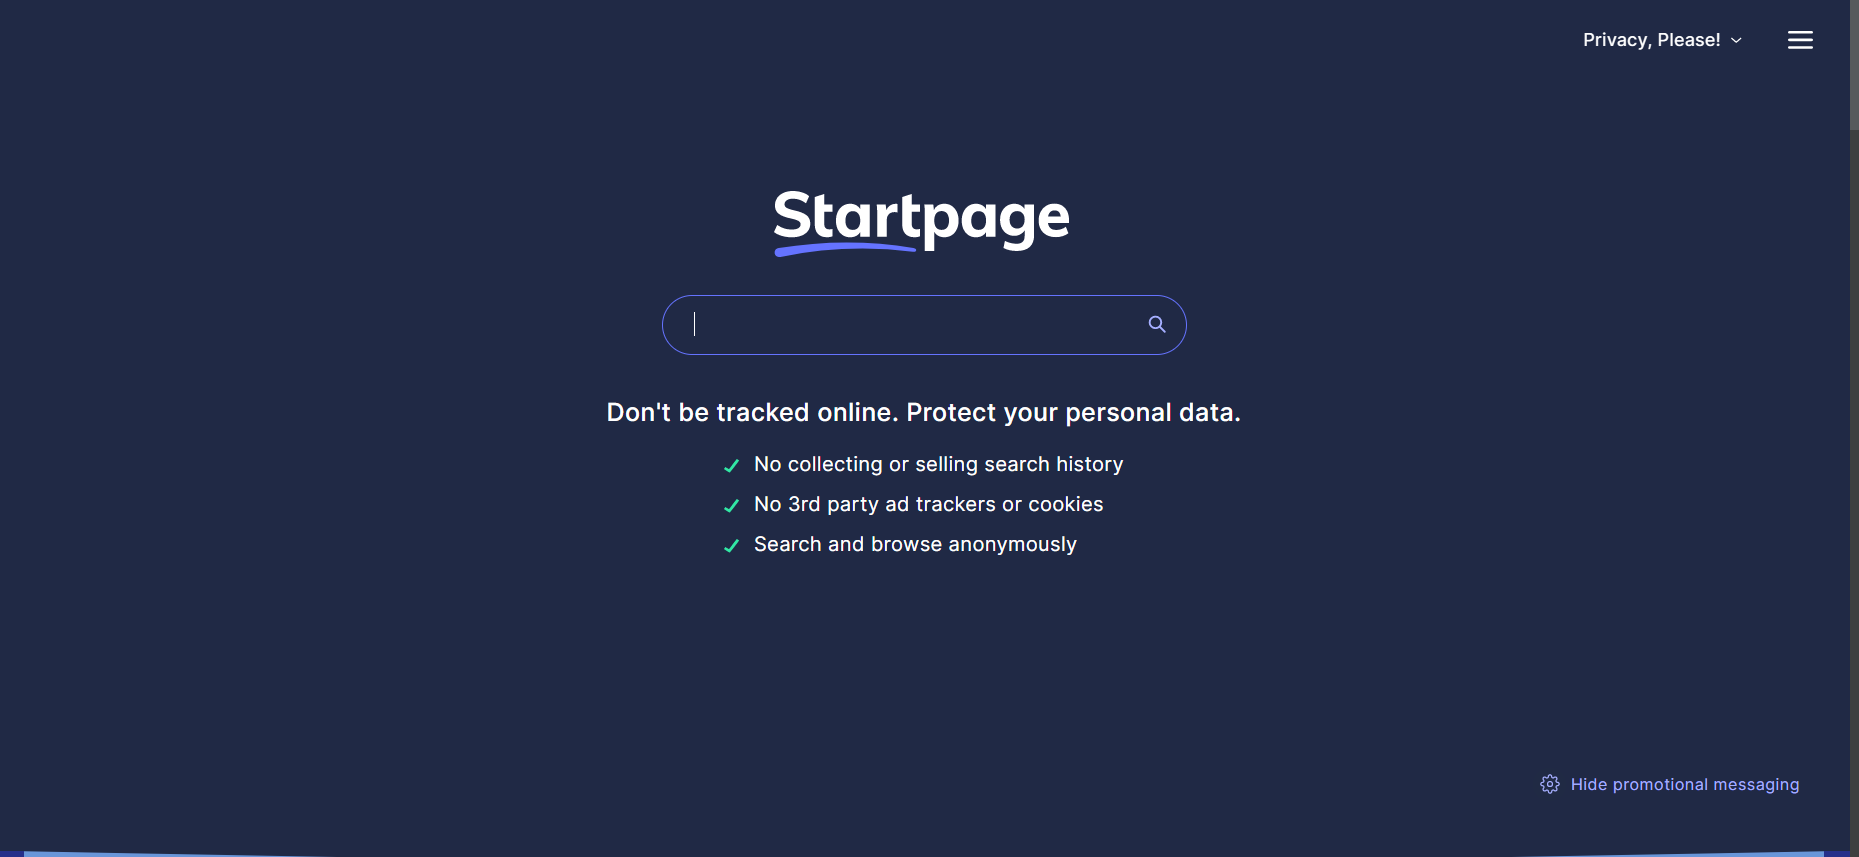 Privacy, Please!
Startpage
Don't be tracked online. Protect your personal data.
No collecting or selling search history
No 3rd party ad trackers or cookies
Search and browse anonymously
Hide promotional messaging